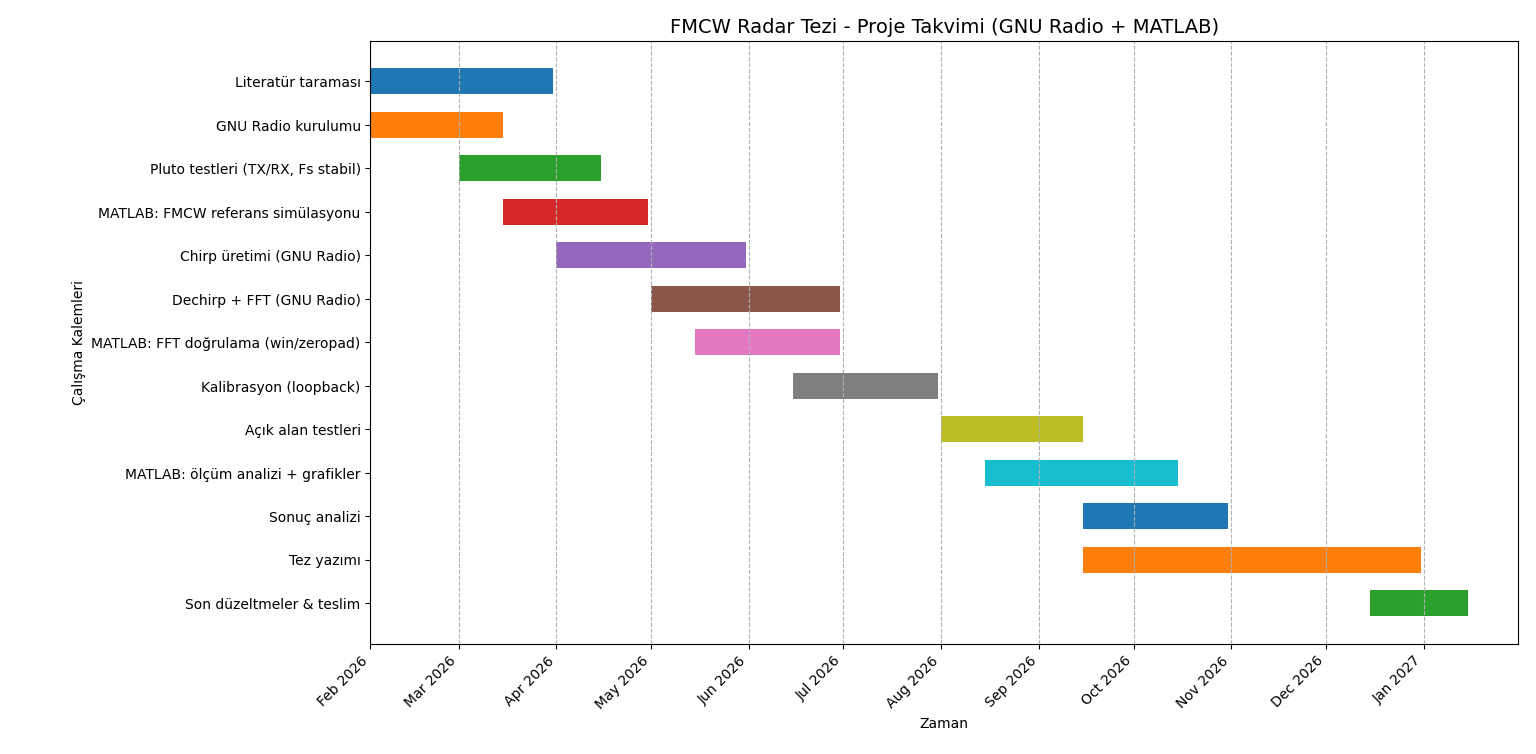 FMCW Radar Tezi - Proje Takvimi (GNU Radio + MATLAB)
Çalışma Kalemleri
Literatür taraması
GNU Radio kurulumu
Pluto testleri (TX/RX, Fs stabil)
MATLAB: FMCW referans simülasyonu
Chirp üretimi (GNU Radio)
Dechirp + FFT (GNU Radio)
MATLAB: FFT doğrulama (win/zeropad)
Kalibrasyon (loopback)
Açık alan testleri
MATLAB: ölçüm analizi + grafikler
Sonuç analizi
Tez yazımı
Son düzeltmeler & teslim
Feb 2026
Mar 2026
Apr 2026
May 2026
Jun 2026
Jul 2026
Aug 2026
Sep 2026
Oct 2026
Nov 2026
Dec 2026
Jan 2027
Zaman